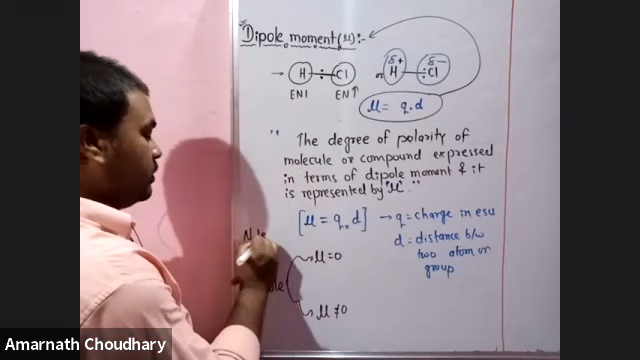 Dipole moment(μ):-
→ H : Cl or δ+ δ-
H :Cl
EN↓ EN↑
μ = q.d
" The degree of polarity of
molecule or compound expressed
in terms of dipole moment & it
is represented by "μ".
[μ = q × d] → q = charge in esu
d = distance b/w
two atom or
group
μ = 0
μ ≠ 0
Amarnath Choudhary